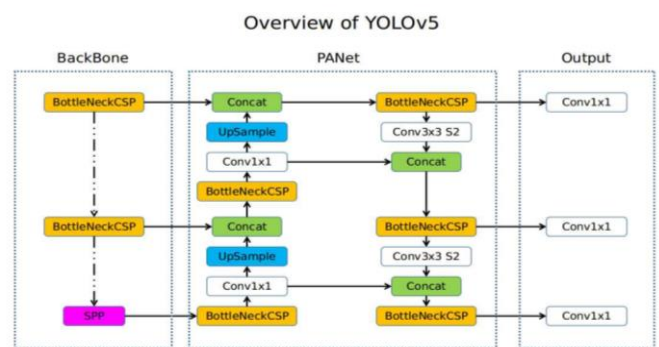 Overview of YOLOv5
BackBone
PANet
Output
BottleNeckCSP
Concat
BottleNeckCSP
Conv1x1
UpSample
Conv3x3 S2
Conv1x1
Concat
BottleNeckCSP
BottleNeckCSP
Concat
BottleNeckCSP
Conv1x1
UpSample
Conv3x3 S2
Conv1x1
Concat
SPP
BottleNeckCSP
BottleNeckCSP
Conv1x1